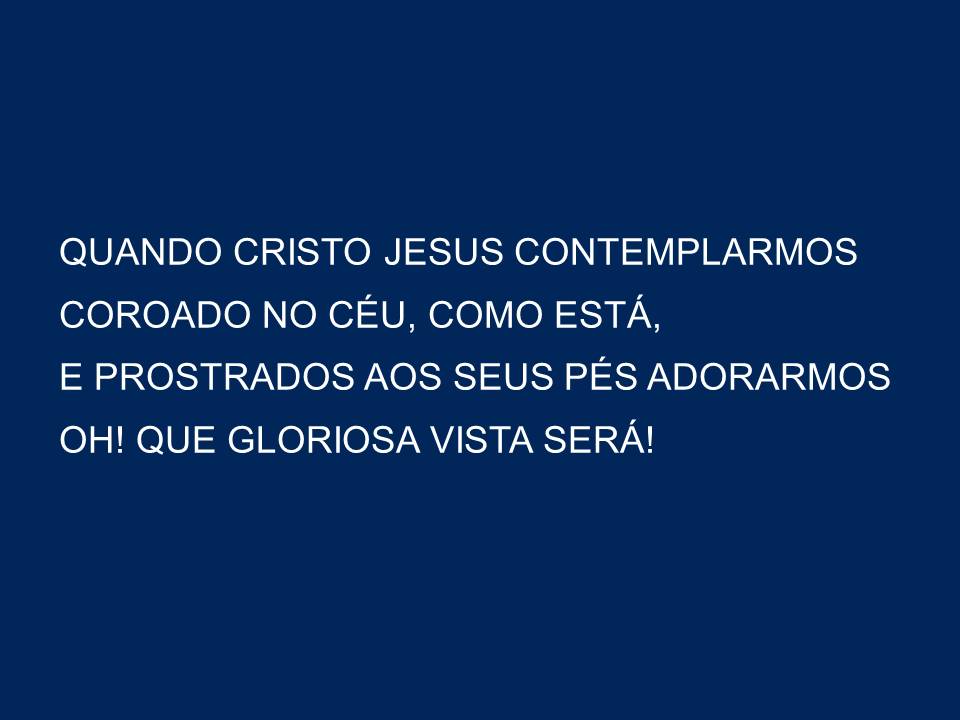 QUANDO CRISTO JESUS CONTEMPLARMOS
COROADO NO CÉU, COMO ESTÁ,
E PROSTRADOS AOS SEUS PÉS ADORARMOS
OH! QUE GLORIOSA VISTA SERÁ!